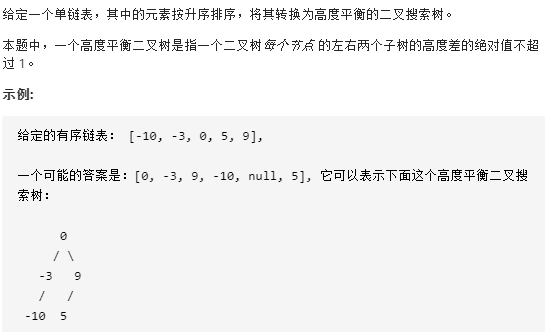 给定一个单链表，其中的元素按升序排序，将其转换为高度平衡的二叉搜索树。
本题中，一个高度平衡二叉树是指一个二叉树每个节点 的左右两个子树的高度差的绝对值不超
过 1。
示例:
给定的有序链表： [-10, -3, 0, 5, 9],
一个可能的答案是：[0, -3, 9, -10, null, 5], 它可以表示下面这个高度平衡二叉搜
索树：
0
/ \
-3 9
/ /
-10 5